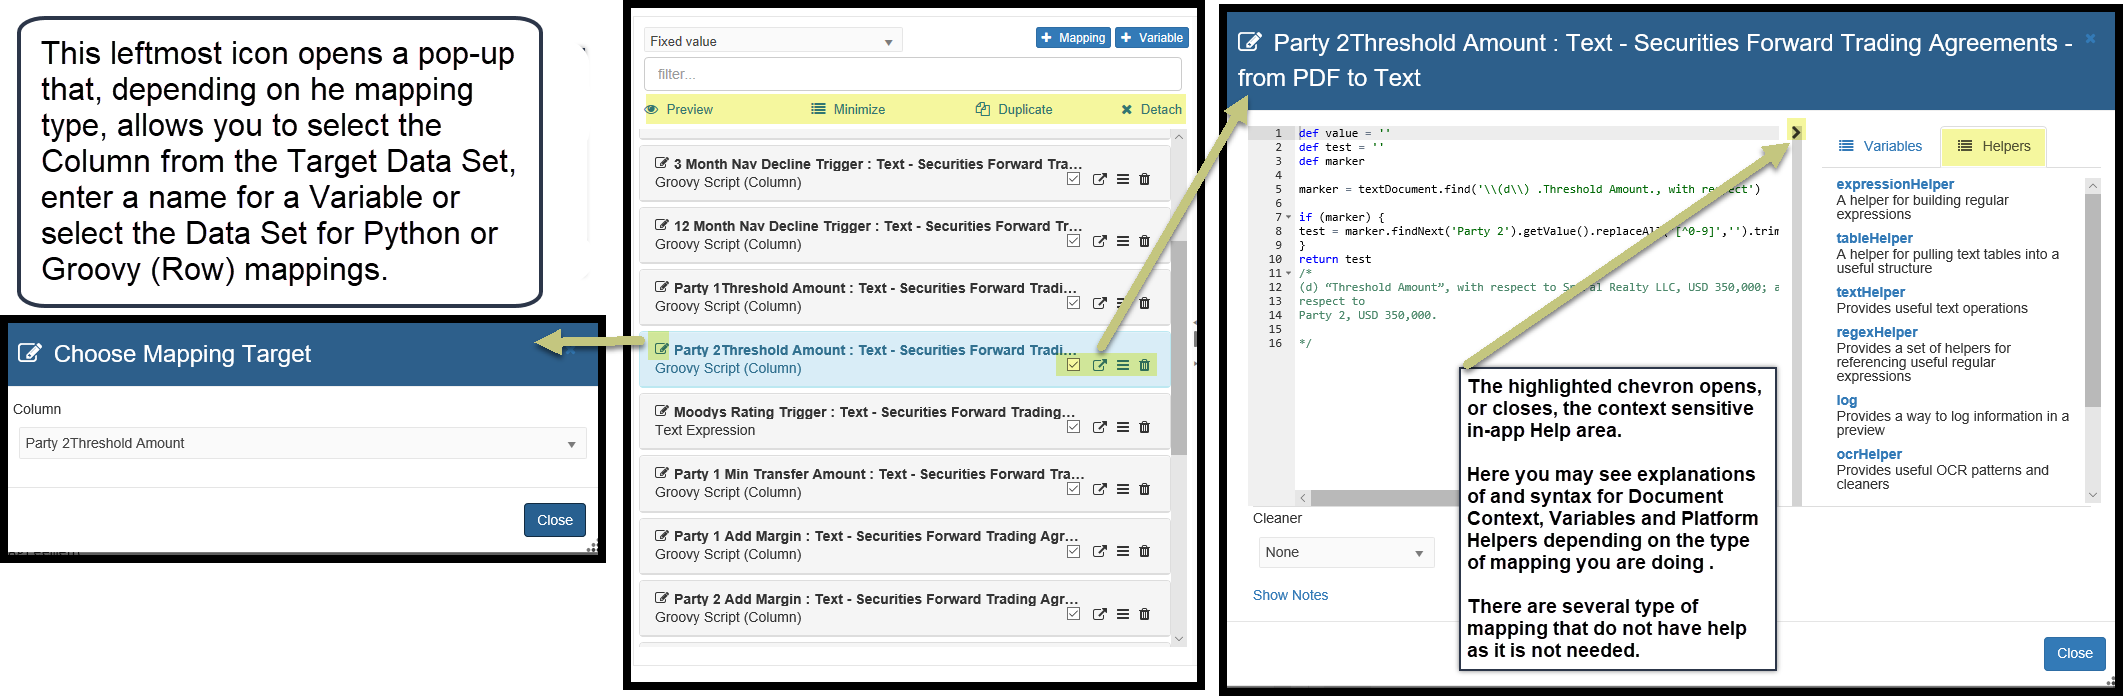 This leftmost icon opens a pop-up
that, depending on he mapping
type, allows you to select the
Column from the Target Data Set,
enter a name for a Variable or
select the Data Set for Python or
Groovy (Row) mappings.
Choose Mapping Target
Column
Party 2Threshold Amount
Close
Fixed value
+ Mapping
+ Variable
filter...
Preview
Minimize
Duplicate
Detach
3 Month Nav Decline Trigger : Text - Securities Forward Tra...
Groovy Script (Column)
12 Month Nav Decline Trigger : Text - Securities Forward Tr...
Groovy Script (Column)
Party 1Threshold Amount : Text - Securities Forward Tradi...
Groovy Script (Column)
Party 2Threshold Amount : Text - Securities Forward Tradi...
Groovy Script (Column)
Moodys Rating Trigger : Text - Securities Forward Trading...
Text Expression
Party 1 Min Transfer Amount : Text - Securities Forward Tra...
Groovy Script (Column)
Party 1 Add Margin : Text - Securities Forward Trading Agr...
Groovy Script (Column)
Party 2 Add Margin : Text - Securities Forward Trading Agr...
Groovy Script (Column)
Party 2Threshold Amount : Text - Securities Forward Trading Agreements -
from PDF to Text
1 def value = ''
2 def test = ''
3 def marker
4
5 marker = textDocument.find('\\(d\\) .Threshold Amount., with respect')
6
7 if (marker) {
8 test = marker.findNext('Party 2').getValue().replaceAll('[^0-9]','').trim
9 }
10 return test
11 /*
12 (d) “Threshold Amount”, with respect to Realty LLC, USD 350,000; a
13 respect to
14 Party 2, USD 350,000.
15
16 */
Variables
Helpers
expressionHelper
A helper for building regular
expressions
tableHelper
A helper for pulling text tables into a
useful structure
textHelper
Provides useful text operations
regexHelper
Provides a set of helpers for
referencing useful regular
expressions
log
Provides a way to log information in a
preview
ocrHelper
Provides useful OCR patterns and
cleaners
The highlighted chevron opens,
or closes, the context sensitive
in-app Help area.
Here you may see explanations
of and syntax for Document
Context, Variables and Platform
Helpers depending on the type
of mapping you are doing .
There are several type of
mapping that do not have help
as it is not needed.
Cleaner
None
Show Notes
Close